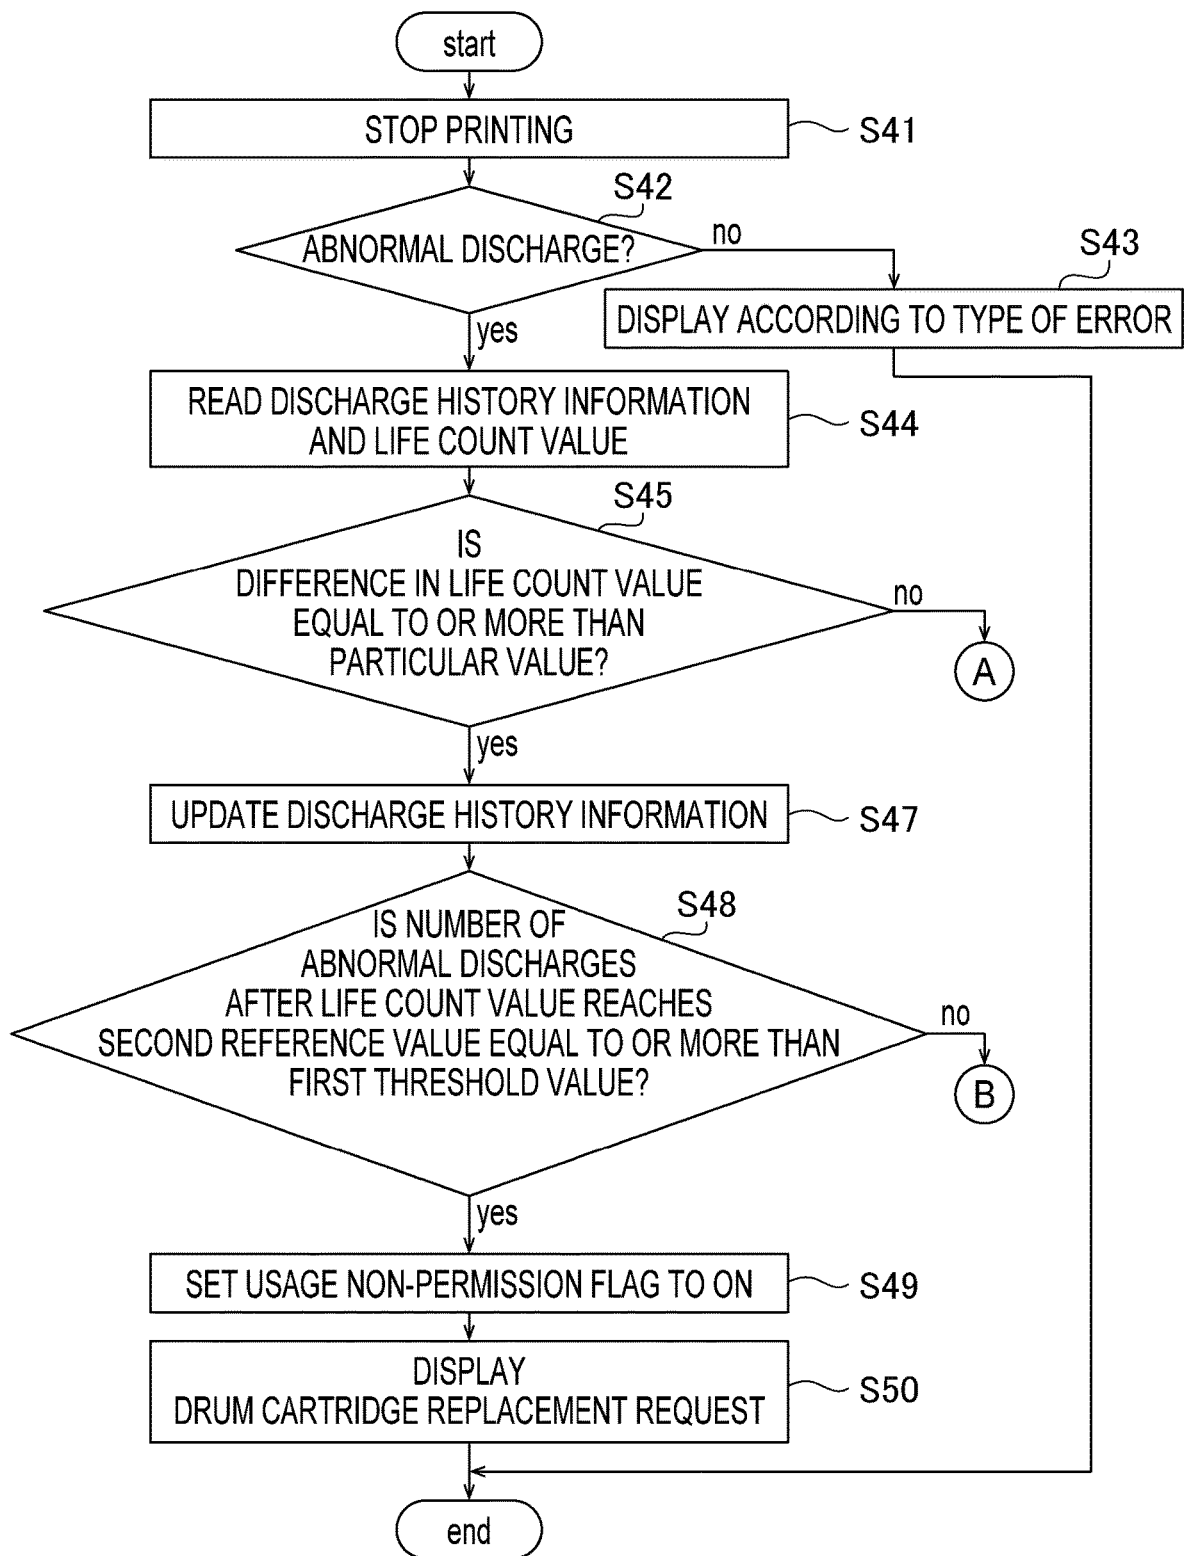 start
STOP PRINTING
S41
S42
ABNORMAL DISCHARGE?
no
S43
DISPLAY ACCORDING TO TYPE OF ERROR
yes
READ DISCHARGE HISTORY INFORMATION
AND LIFE COUNT VALUE
S44
S45
IS
DIFFERENCE IN LIFE COUNT VALUE
EQUAL TO OR MORE THAN
PARTICULAR VALUE?
no
A
yes
UPDATE DISCHARGE HISTORY INFORMATION
S47
S48
IS NUMBER OF
ABNORMAL DISCHARGES
AFTER LIFE COUNT VALUE REACHES
SECOND REFERENCE VALUE EQUAL TO OR MORE THAN
FIRST THRESHOLD VALUE?
no
B
yes
SET USAGE NON-PERMISSION FLAG TO ON
S49
DISPLAY
DRUM CARTRIDGE REPLACEMENT REQUEST
S50
end